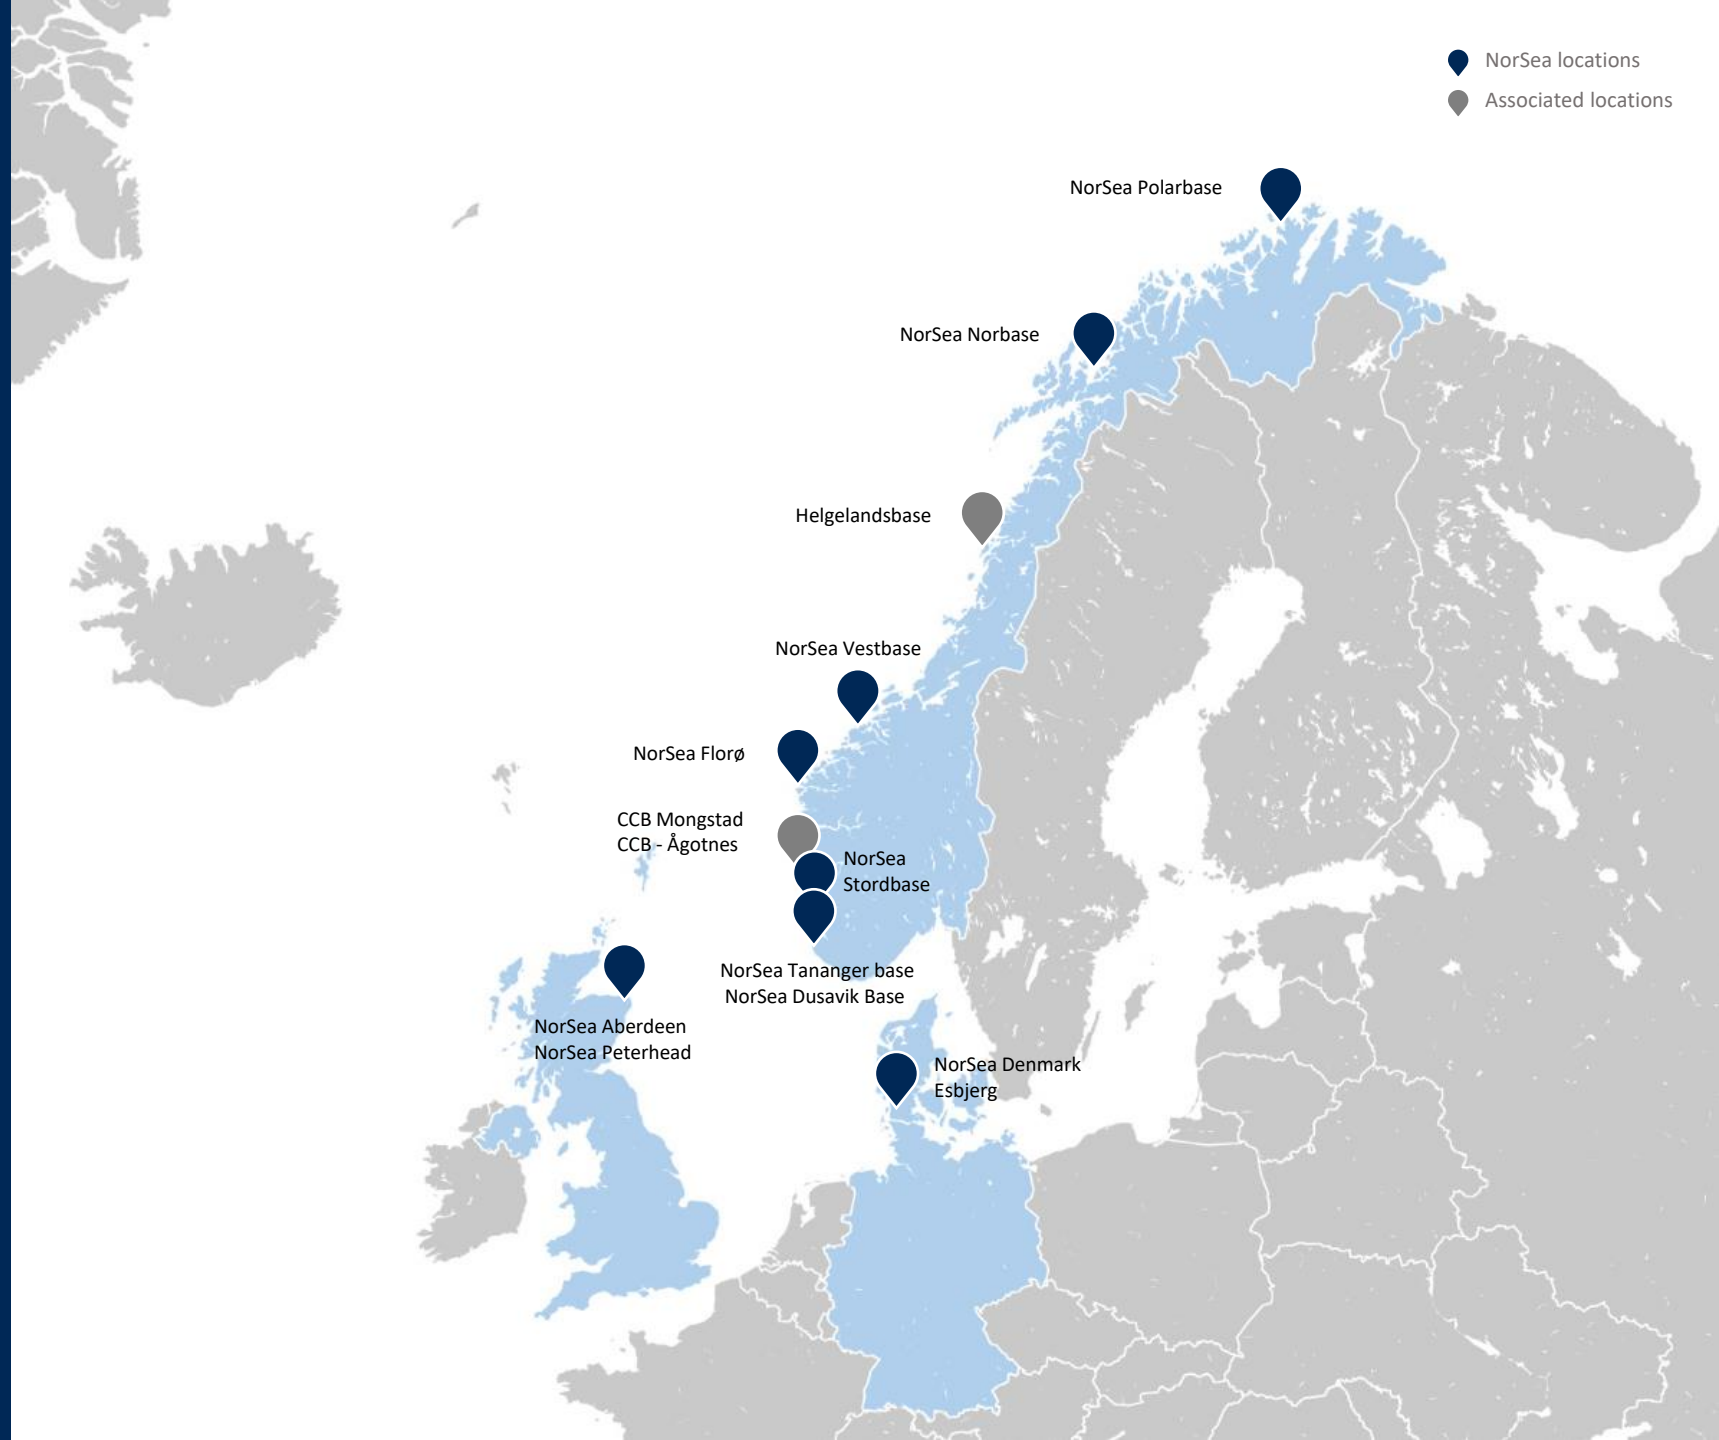 NorSea locations
Associated locations
NorSea Polarbase
NorSea Norbase
Helgelandsbase
NorSea Vestbase
NorSea Florø
CCB Mongstad
CCB - Ågotnes
NorSea
Stordbase
NorSea Tananger base
NorSea Dusavik Base
NorSea Aberdeen
NorSea Peterhead
NorSea Denmark
Esbjerg